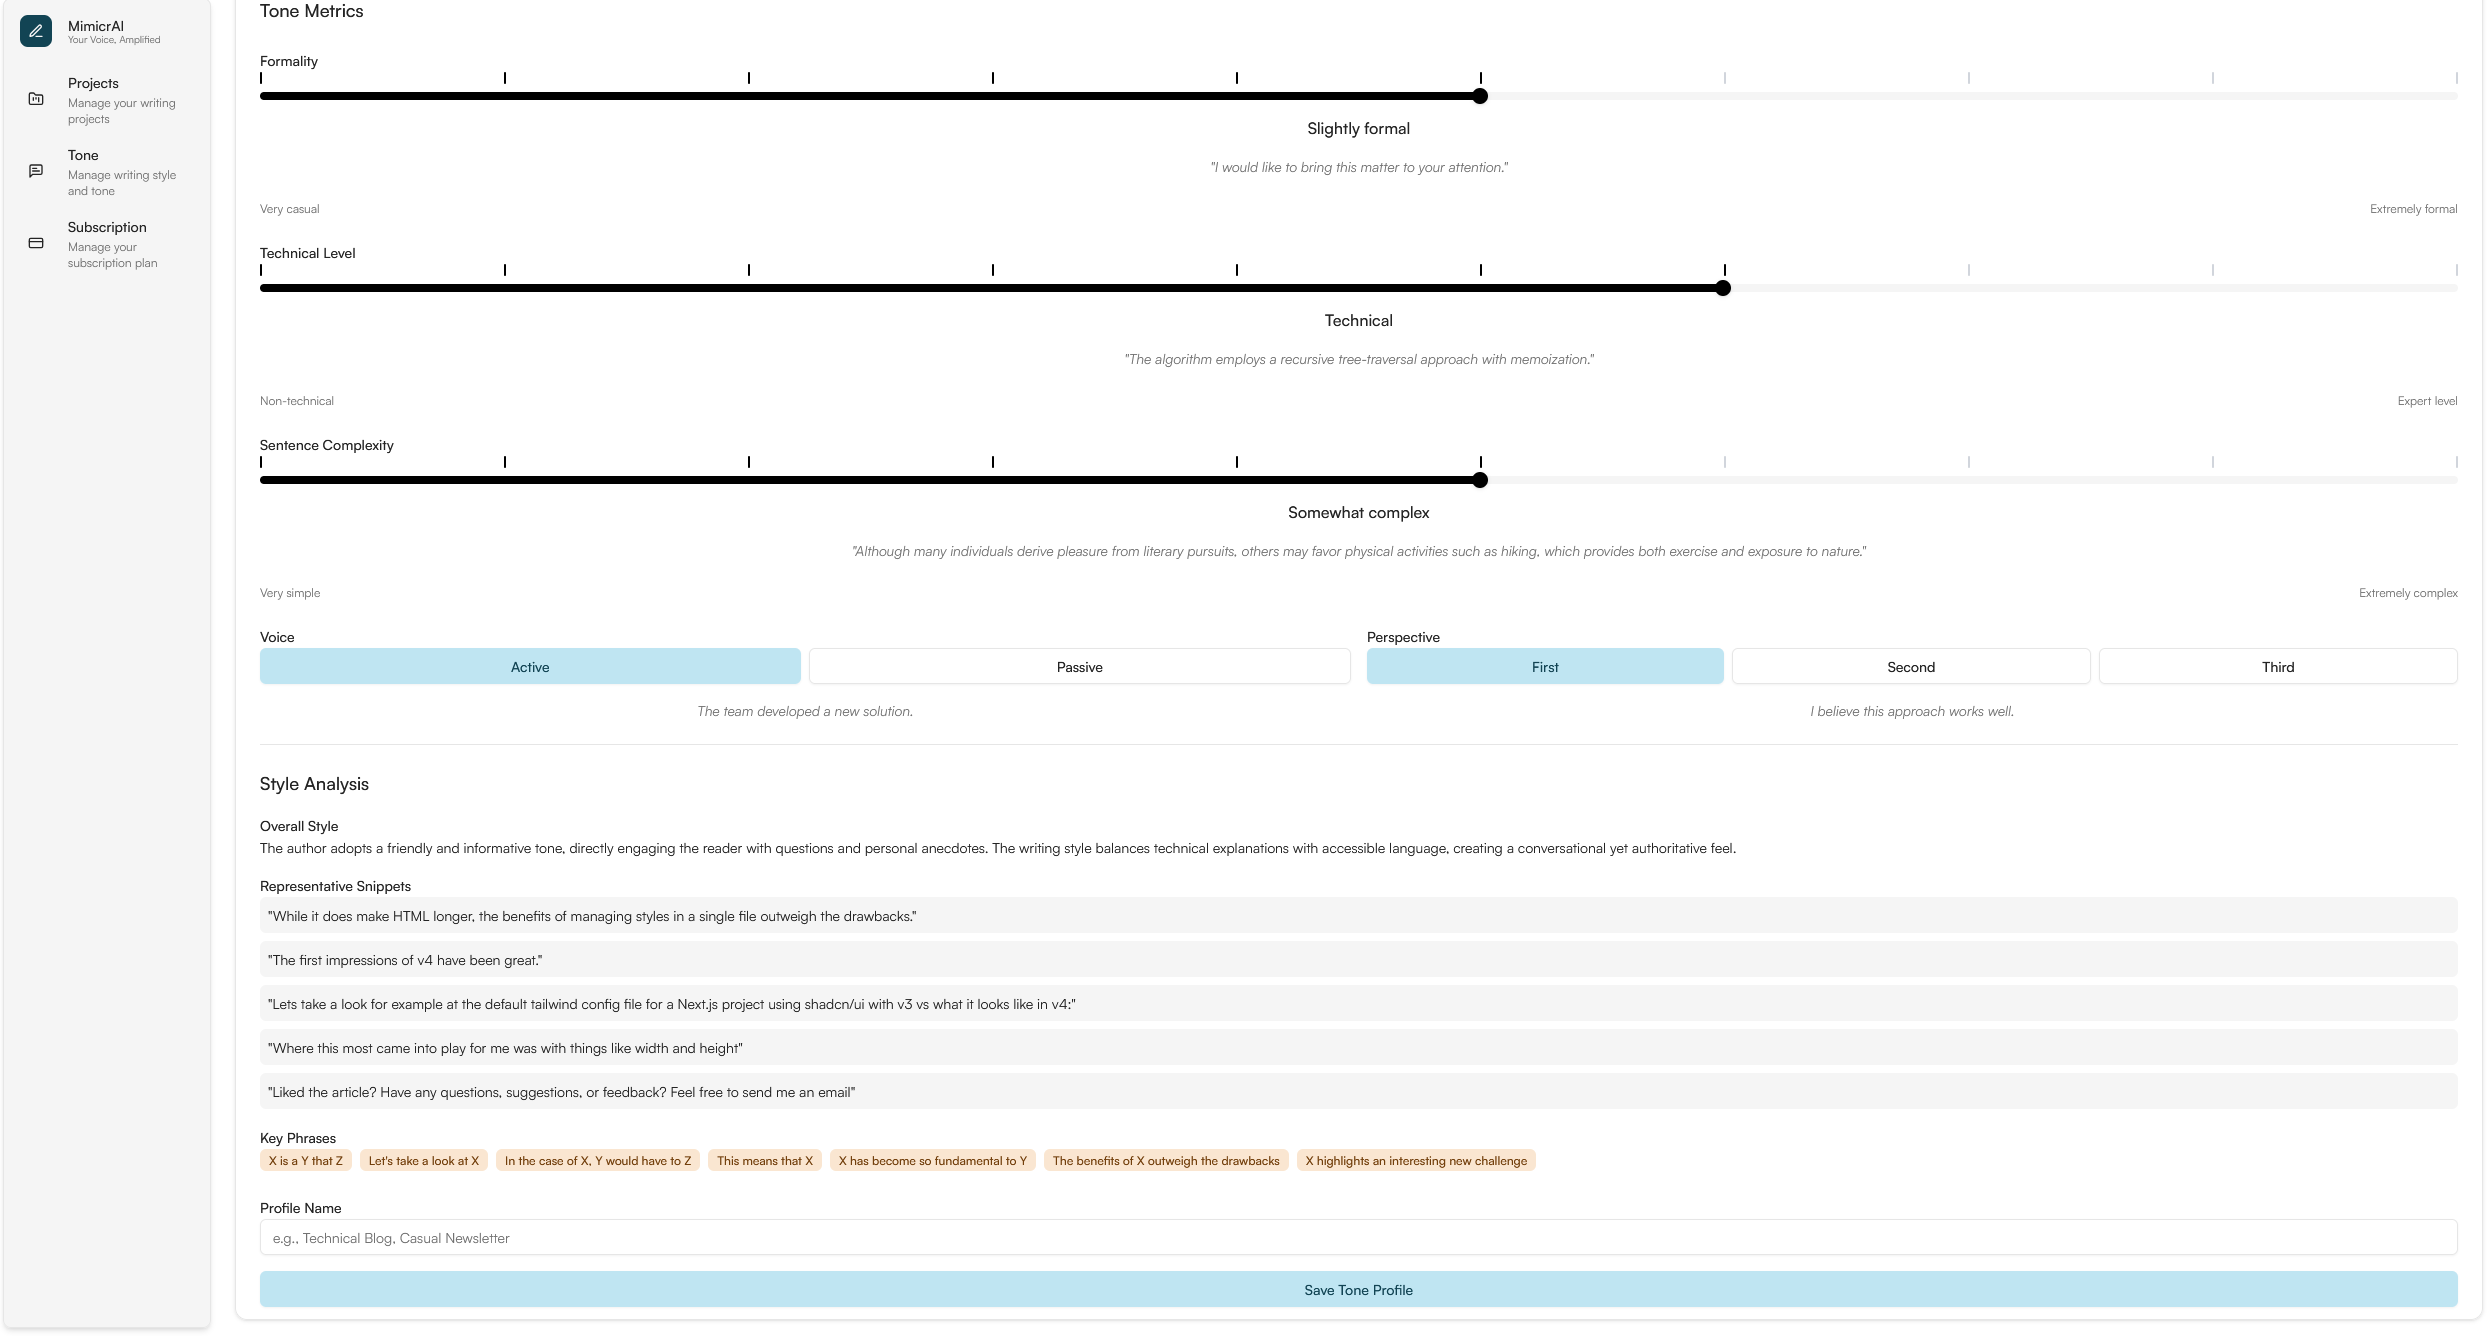 MimicrAI
Your Voice, Amplified
Projects
Manage your writing
projects
Tone
Manage writing style
and tone
Subscription
Manage your
subscription plan
Tone Metrics
Formality
Slightly formal
"I would like to bring this matter to your attention."
Very casual
Extremely formal
Technical Level
Technical
"The algorithm employs a recursive tree-traversal approach with memoization."
Non-technical
Expert level
Sentence Complexity
Somewhat complex
"Although many individuals derive pleasure from literary pursuits, others may favor physical activities such as hiking, which provides both exercise and exposure to nature."
Very simple
Extremely complex
Voice
Active
Passive
The team developed a new solution.
Perspective
First
Second
Third
I believe this approach works well.
Style Analysis
Overall Style
The author adopts a friendly and informative tone, directly engaging the reader with questions and personal anecdotes. The writing style balances technical explanations with accessible language, creating a conversational yet authoritative feel.
Representative Snippets
"While it does make HTML longer, the benefits of managing styles in a single file outweigh the drawbacks."
"The first impressions of v4 have been great."
"Lets take a look for example at the default tailwind config file for a Next.js project using shadcn/ui with v3 vs what it looks like in v4:"
"Where this most came into play for me was with things like width and height"
"Liked the article? Have any questions, suggestions, or feedback? Feel free to send me an email"
Key Phrases
X is a Y that Z
Let's take a look at X
In the case of X, Y would have to Z
This means that X
X has become so fundamental to Y
The benefits of X outweigh the drawbacks
X highlights an interesting new challenge
Profile Name
e.g., Technical Blog, Casual Newsletter
Save Tone Profile